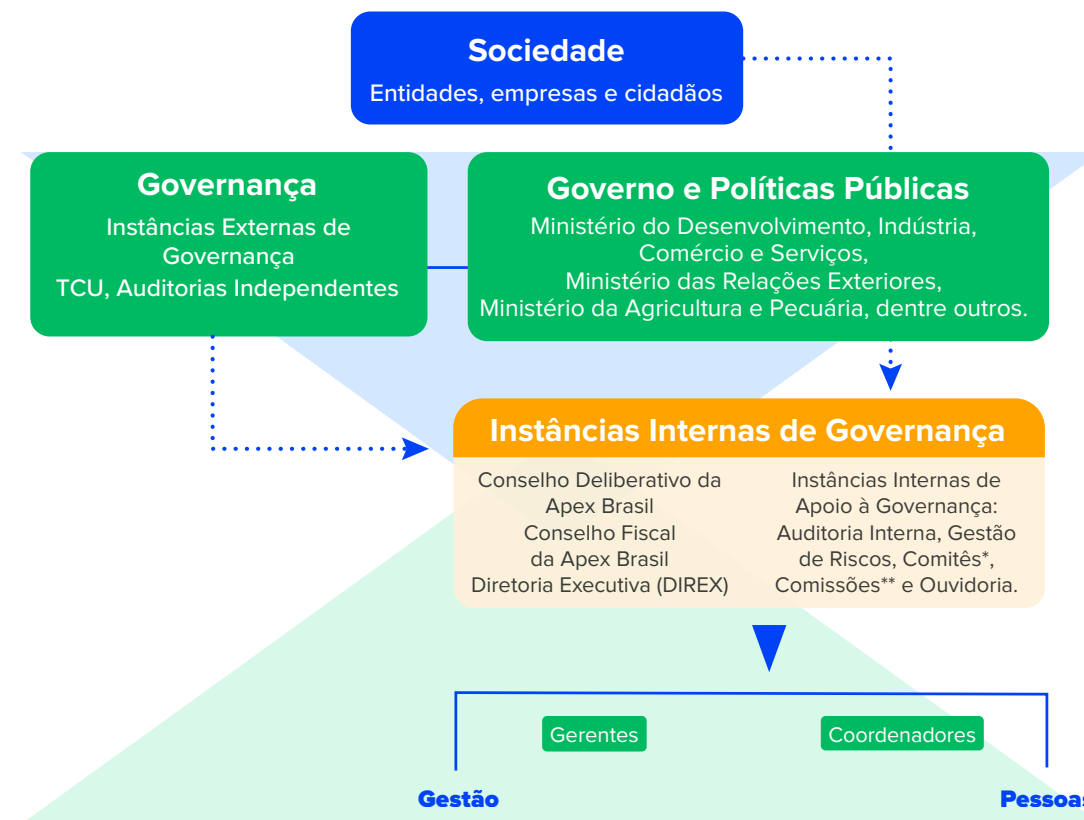 Sociedade
Entidades, empresas e cidadãos
Governança
Instâncias Externas de
Governança
TCU, Auditorias Independentes
Governo e Políticas Públicas
Ministério do Desenvolvimento, Indústria,
Comércio e Serviços,
Ministério das Relações Exteriores,
Ministério da Agricultura e Pecuária, dentre outros.
Instâncias Internas de Governança
Conselho Deliberativo da
Apex Brasil
Conselho Fiscal
da Apex Brasil
Diretoria Executiva (DIREX)
Instâncias Internas de
Apoio à Governança:
Auditoria Interna, Gestão
de Riscos, Comitês*,
Comissões** e Ouvidoria.
Gerentes
Coordenadores
Gestão
Pessoas